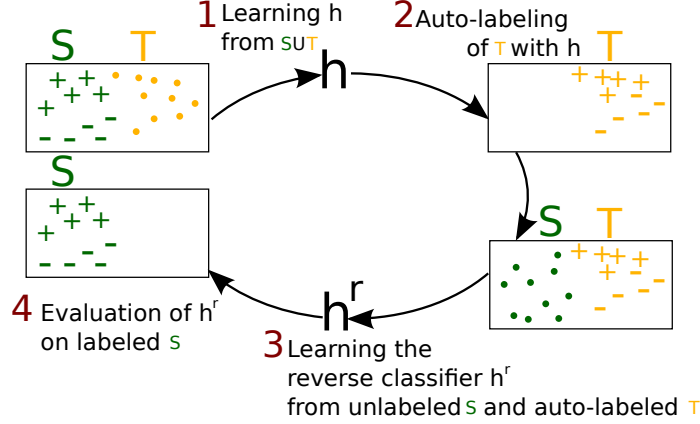 1 Learning h
from SUT
2 Auto-labeling
of T with h
S T
h
T
S
S T
h^r
4 Evaluation of h^r
on labeled S
3 Learning the
reverse classifier h^r
from unlabeled S and auto-labeled T